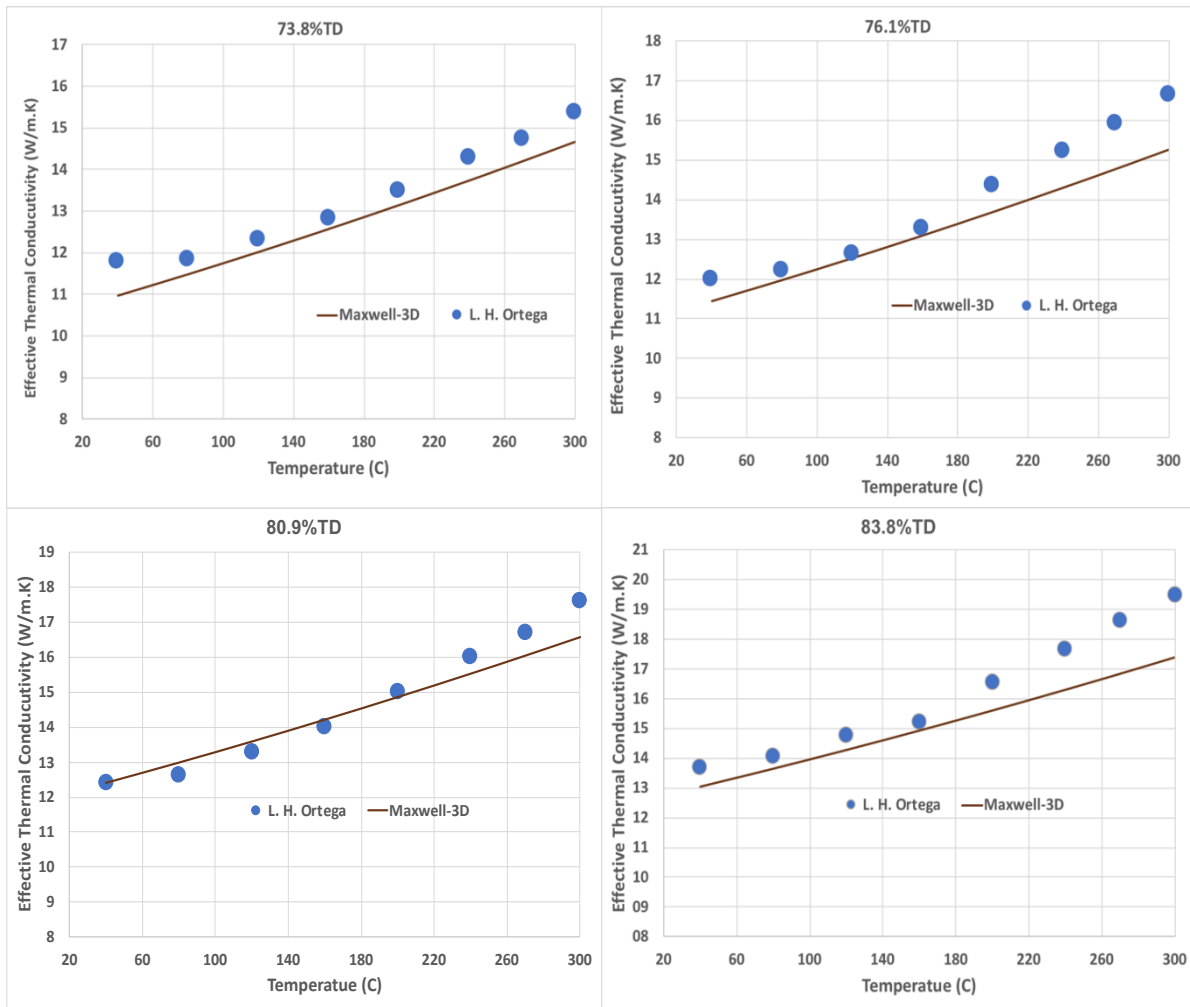 73.8%TD
Effective Thermal Conducutivity (W/m.K)
17
16
15
14
13
12
11
10
9
8
Maxwell-3D L. H. Ortega
20 60 100 140 180 220 260 300
Temperature (C)
76.1%TD
Effective Thermal Conducutivity (W/m.K)
18
17
16
15
14
13
12
11
10
9
8
Maxwell-3D L. H. Ortega
20 60 100 140 180 220 260 300
Temperature (C)
80.9%TD
Effective Thermal Conducutivity (W/m.K)
19
18
17
16
15
14
13
12
11
10
9
8
L. H. Ortega Maxwell-3D
20 60 100 140 180 220 260 300
Temperatue (C)
83.8%TD
Effective Thermal Conducutivity (W/m.K)
21
20
19
18
17
16
15
14
13
12
11
10
09
08
L. H. Ortega Maxwell-3D
20 60 100 140 180 220 260 300
Temperatue (C)